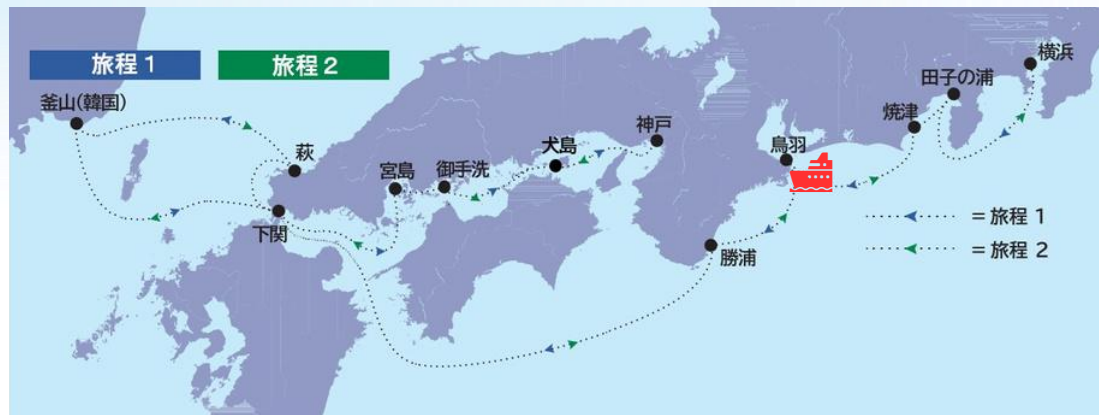 旅程 1
旅程 2
釜山(韓国)
萩
下関
宮島
御手洗
犬島
神戸
勝浦
鳥羽
焼津
田子の浦
横浜
= 旅程 1
= 旅程 2